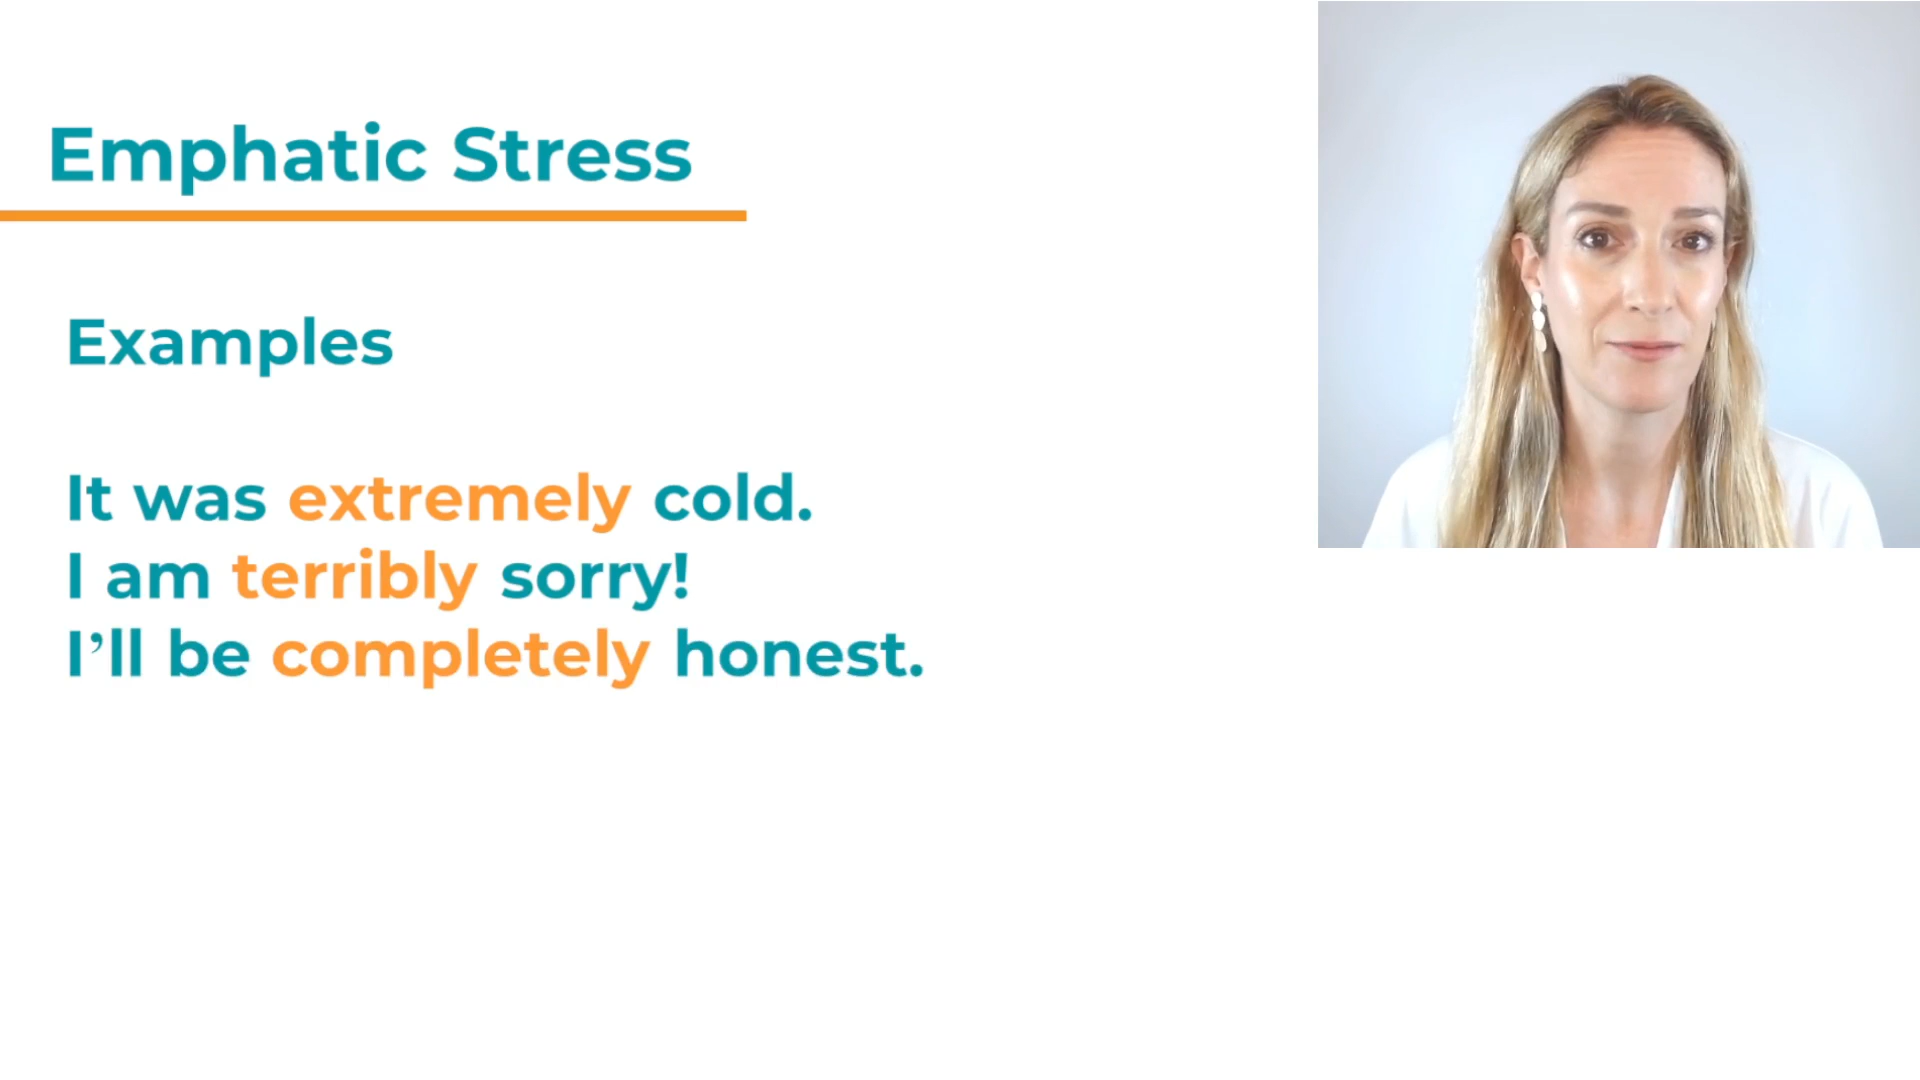 Emphatic Stress
Examples
It was extremely cold.
I am terribly sorry!
I’ll be completely honest.